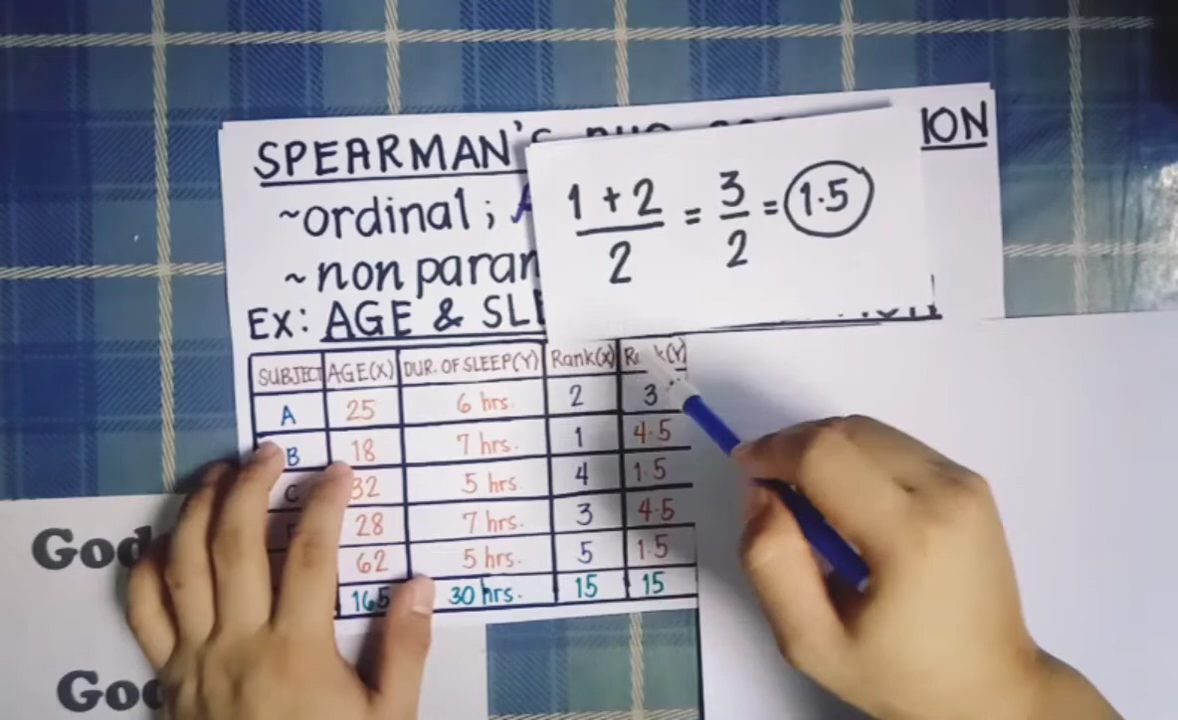 SPEARMAN'S ION
~ordinal;
~non param
Ex: AGE & SLE
1+2/2 = 3/2 = 1.5
SUBJECT AGE(X) DUR. OF SLEEP(Y) Rank(X) Rank(Y)
A 25 6 hrs. 2 3
B 18 7 hrs. 1 4.5
C 32 5 hrs. 4 1.5
28 7 hrs. 3 4.5
62 5 hrs. 5 1.5
165 30 hrs. 15 15
God
God